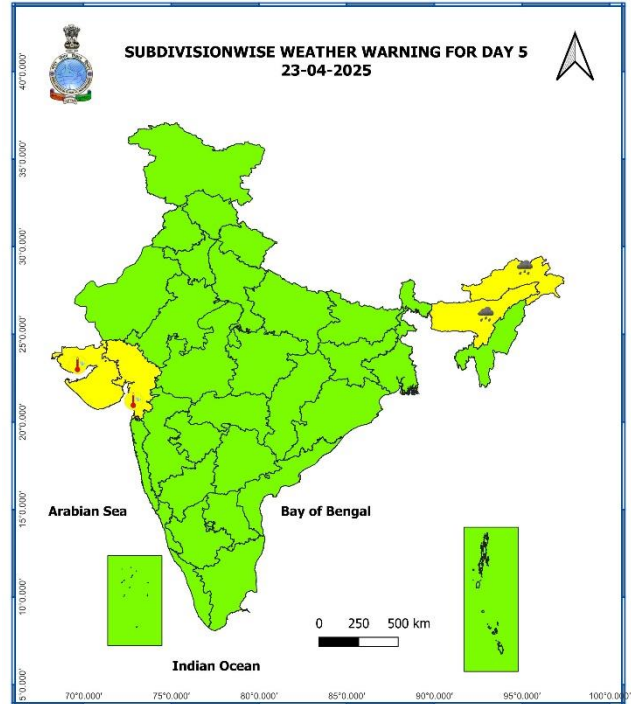 SUBDIVISIONWISE WEATHER WARNING FOR DAY 5
23-04-2025
40°0.000'
35°0.000'
30°0.000'
25°0.000'
20°0.000'
15°0.000'
10°0.000'
5°0.000'
Arabian Sea
Bay of Bengal
0 250 500 km
Indian Ocean
70°0.000' 75°0.000' 80°0.000' 85°0.000' 90°0.000' 95°0.000' 100°0.000'